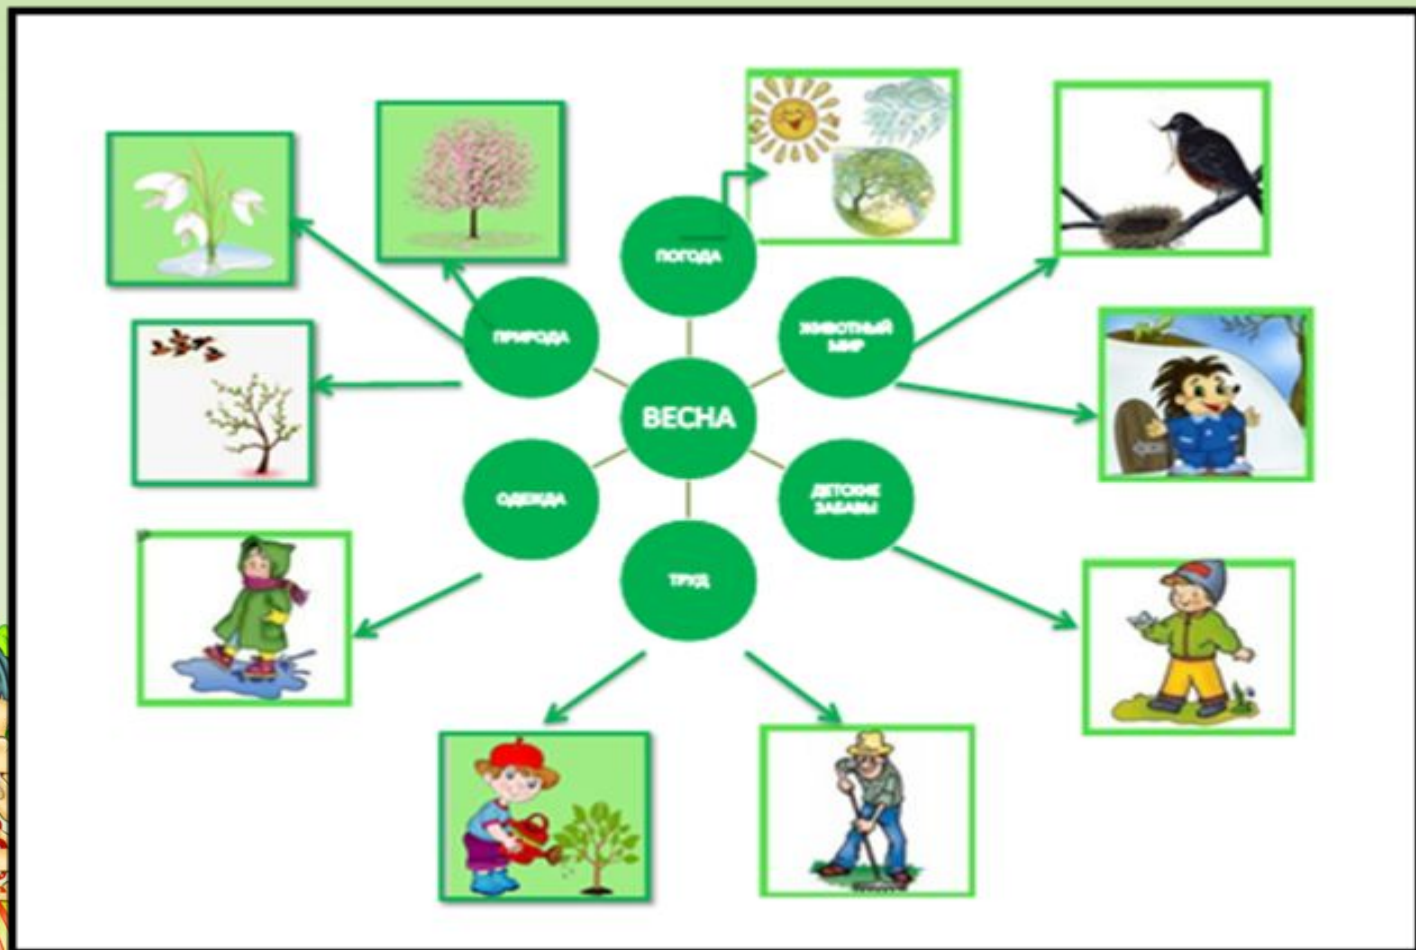 ПОГОДА
ПРИРОДА
ЖИВОТНЫЙ
МИР
ВЕСНА
ОДЕЖДА
ДЕТСКИЕ
ЗАБАВЫ
ТРУД